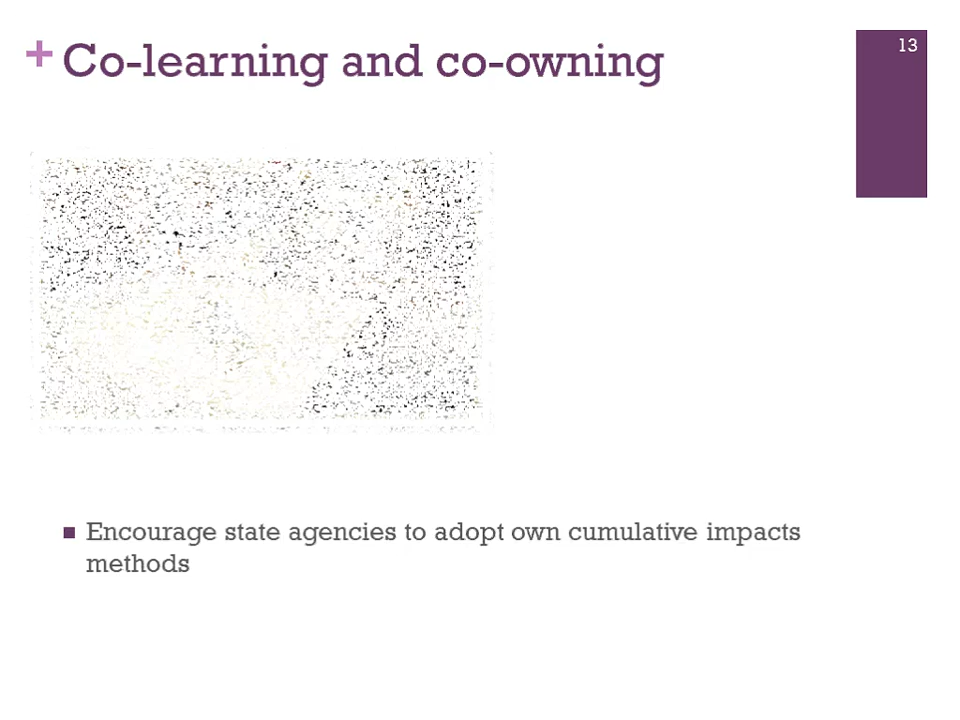 + Co-learning and co-owning
13
■ Encourage state agencies to adopt own cumulative impacts
methods